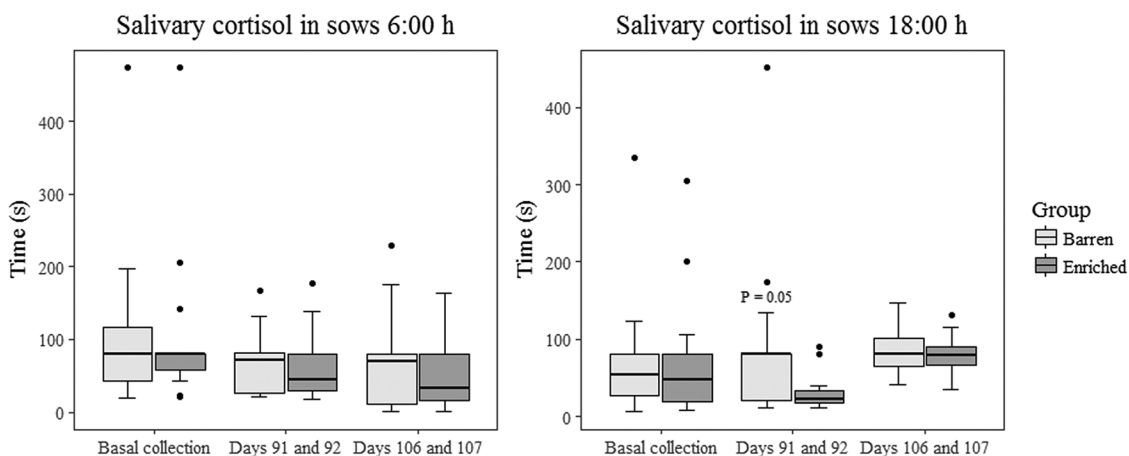 Salivary cortisol in sows 6:00 h
Time (s)
400
300
200
100
0
Basal collection
Days 91 and 92
Days 106 and 107
Salivary cortisol in sows 18:00 h
Time (s)
400
300
200
100
0
P = 0.05
Basal collection
Days 91 and 92
Days 106 and 107
Group
Barren
Enriched